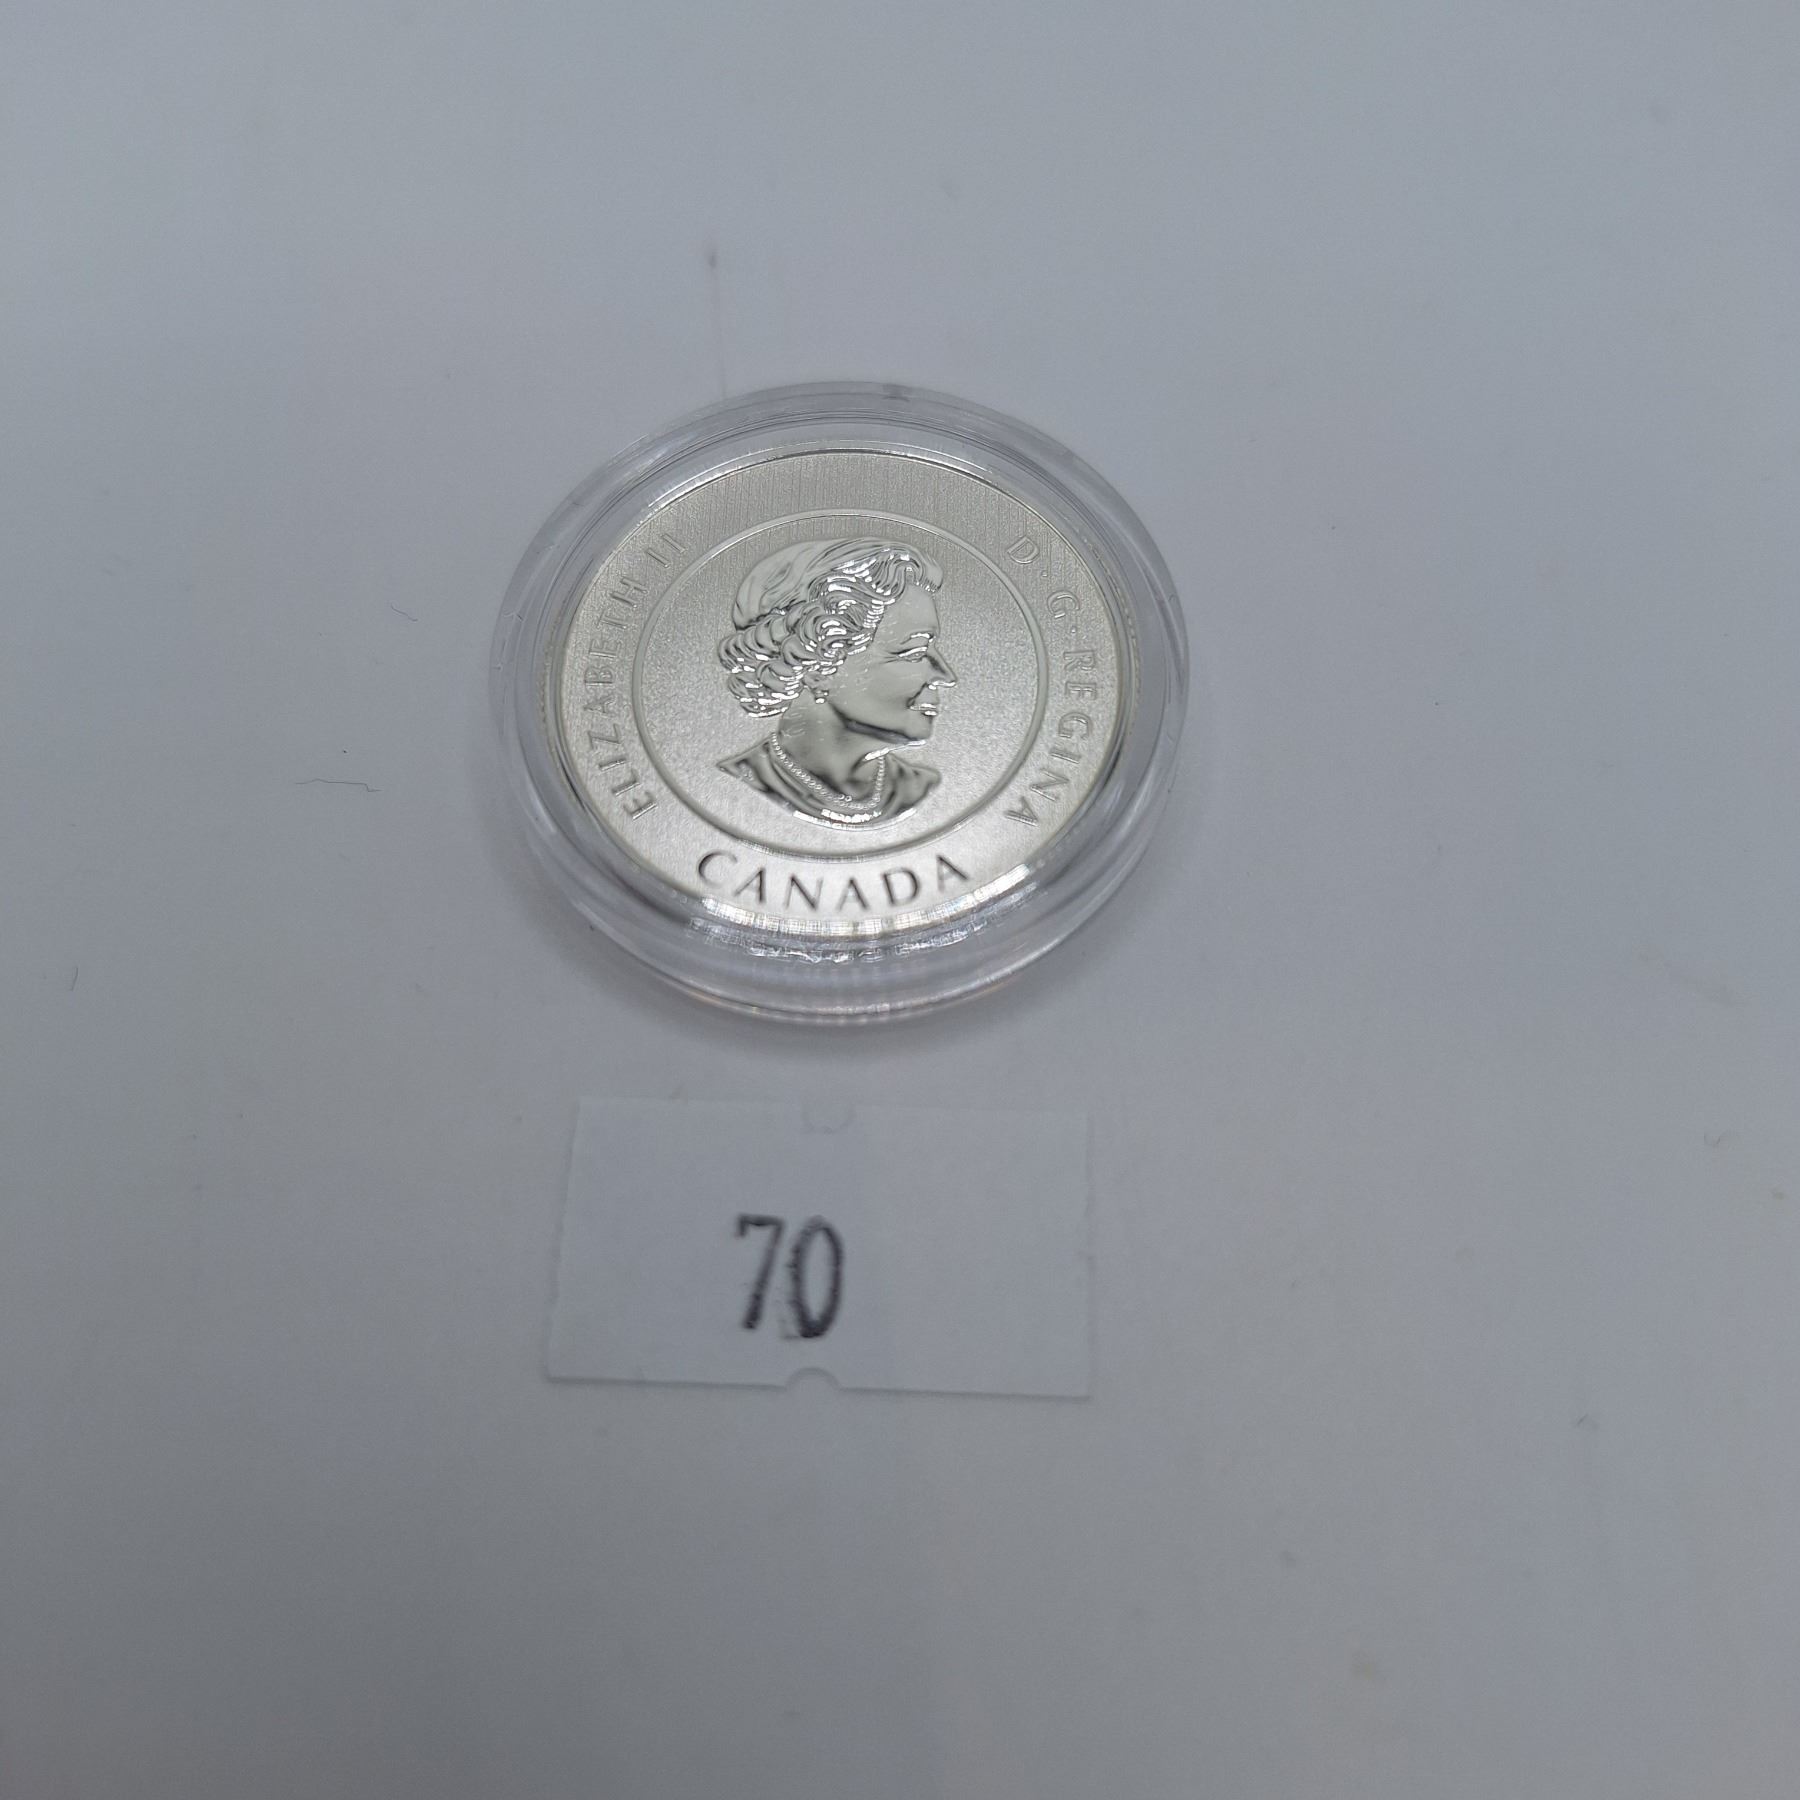 ELIZABETH II D·G·REGINA
CANADA
70